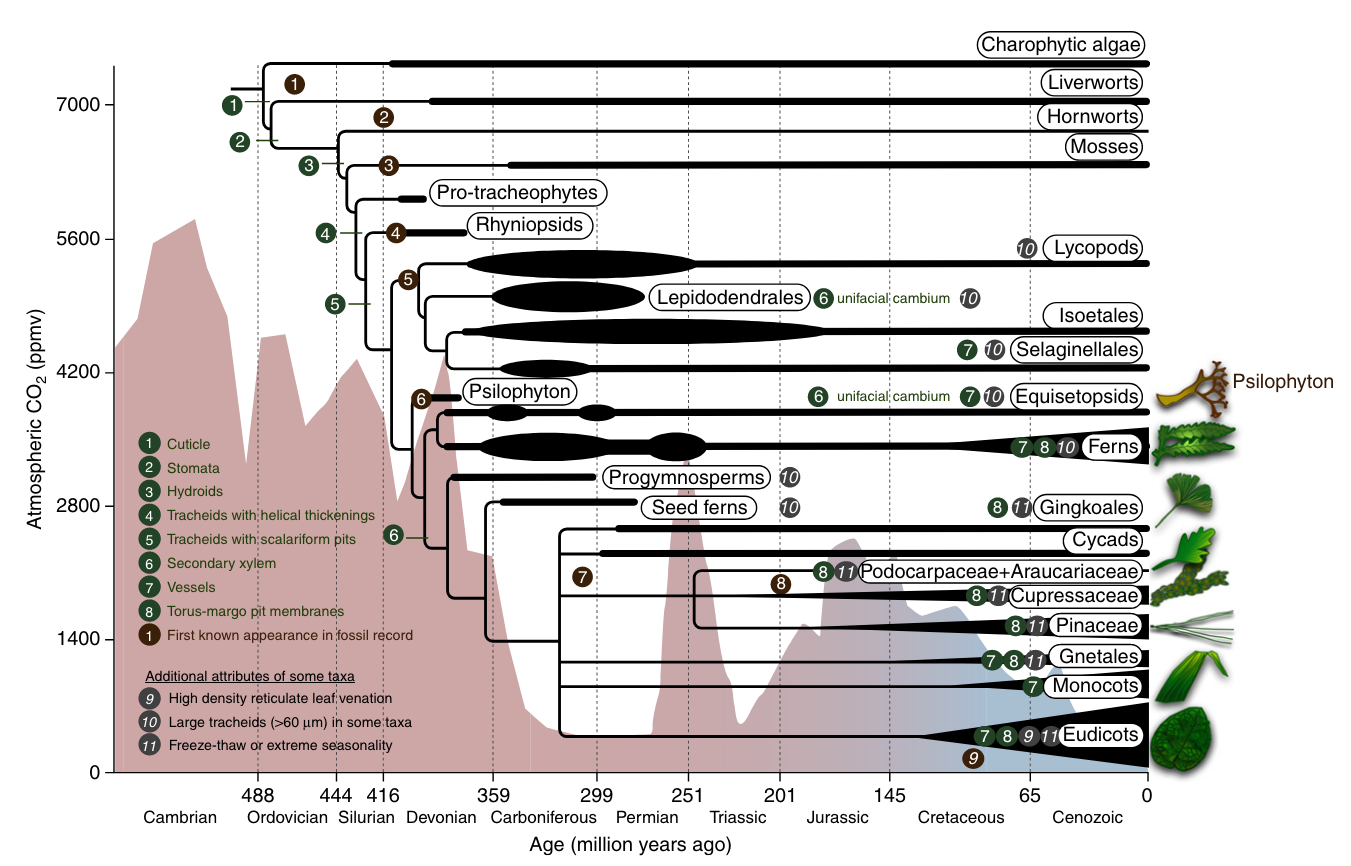 Charophytic algae
Liverworts
1
7000
1
2
Hornworts
2
Mosses
3
3
Pro-tracheophytes
4
4
Rhyniopsids
5600
10 Lycopods
5
5
Lepidodendrales 6 unifacial cambium 10
Isoetales
7 10 Selaginellales
4200
Psilophyton
6
Psilophyton
6 unifacial cambium 7 10 Equisetopsids
7 8 10 Ferns
Progymnosperms 10
Seed ferns 10
2800
8 11 Gingkoales
6
Cycads
7
8
8 11 Podocarpaceae+Araucariaceae
8 11 Cupressaceae
8 11 Pinaceae
1400
7 8 11 Gnetales
7 Monocots
7 8 9 11 Eudicots
9
0
Atmospheric CO2 (ppmv)
1 Cuticle
2 Stomata
3 Hydroids
4 Tracheids with helical thickenings
5 Tracheids with scalariform pits
6 Secondary xylem
7 Vessels
8 Torus-margo pit membranes
1 First known appearance in fossil record
Additional attributes of some taxa
9 High density reticulate leaf venation
10 Large tracheids (>60 μm) in some taxa
11 Freeze-thaw or extreme seasonality
488 444 416 359 299 251 201 145 65 0
Cambrian Ordovician Silurian Devonian Carboniferous Permian Triassic Jurassic Cretaceous Cenozoic
Age (million years ago)